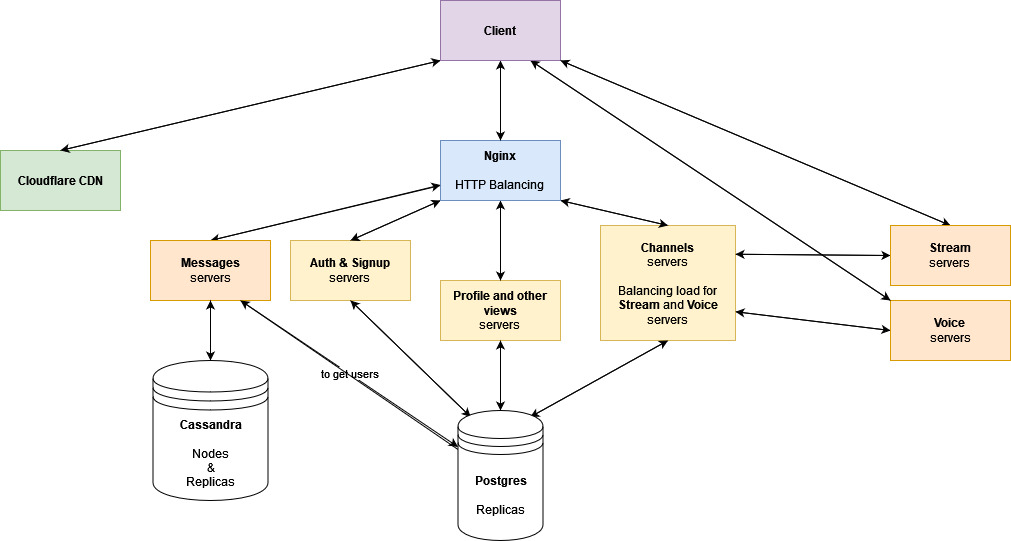 Client
Cloudflare CDN
Nginx
HTTP Balancing
Messages
servers
Auth & Signup
servers
Profile and other
views
servers
Channels
servers
Balancing load for
Stream and Voice
servers
Stream
servers
Voice
servers
to get users
Cassandra
Nodes
&
Replicas
Postgres
Replicas